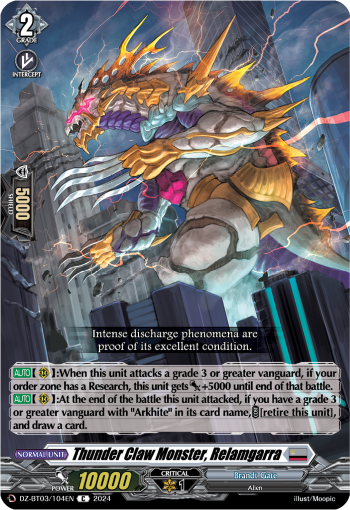 2
GRADE
INTERCEPT
5000
SHIELD
Intense discharge phenomena are
proof of its excellent condition.
AUTO :When this unit attacks a grade 3 or greater vanguard, if your
order zone has a Research, this unit gets +5000 until end of that battle.
AUTO :At the end of the battle this unit attacked, if you have a grade 3
or greater vanguard with "Arkhite" in its card name, [retire this unit],
and draw a card.
NORMAL UNIT
Thunder Claw Monster, Relamgarra
POWER 10000
CRITICAL
1
Brandt Gate
Alien
DZ-BT03/104EN C 2024
illust/Moopic